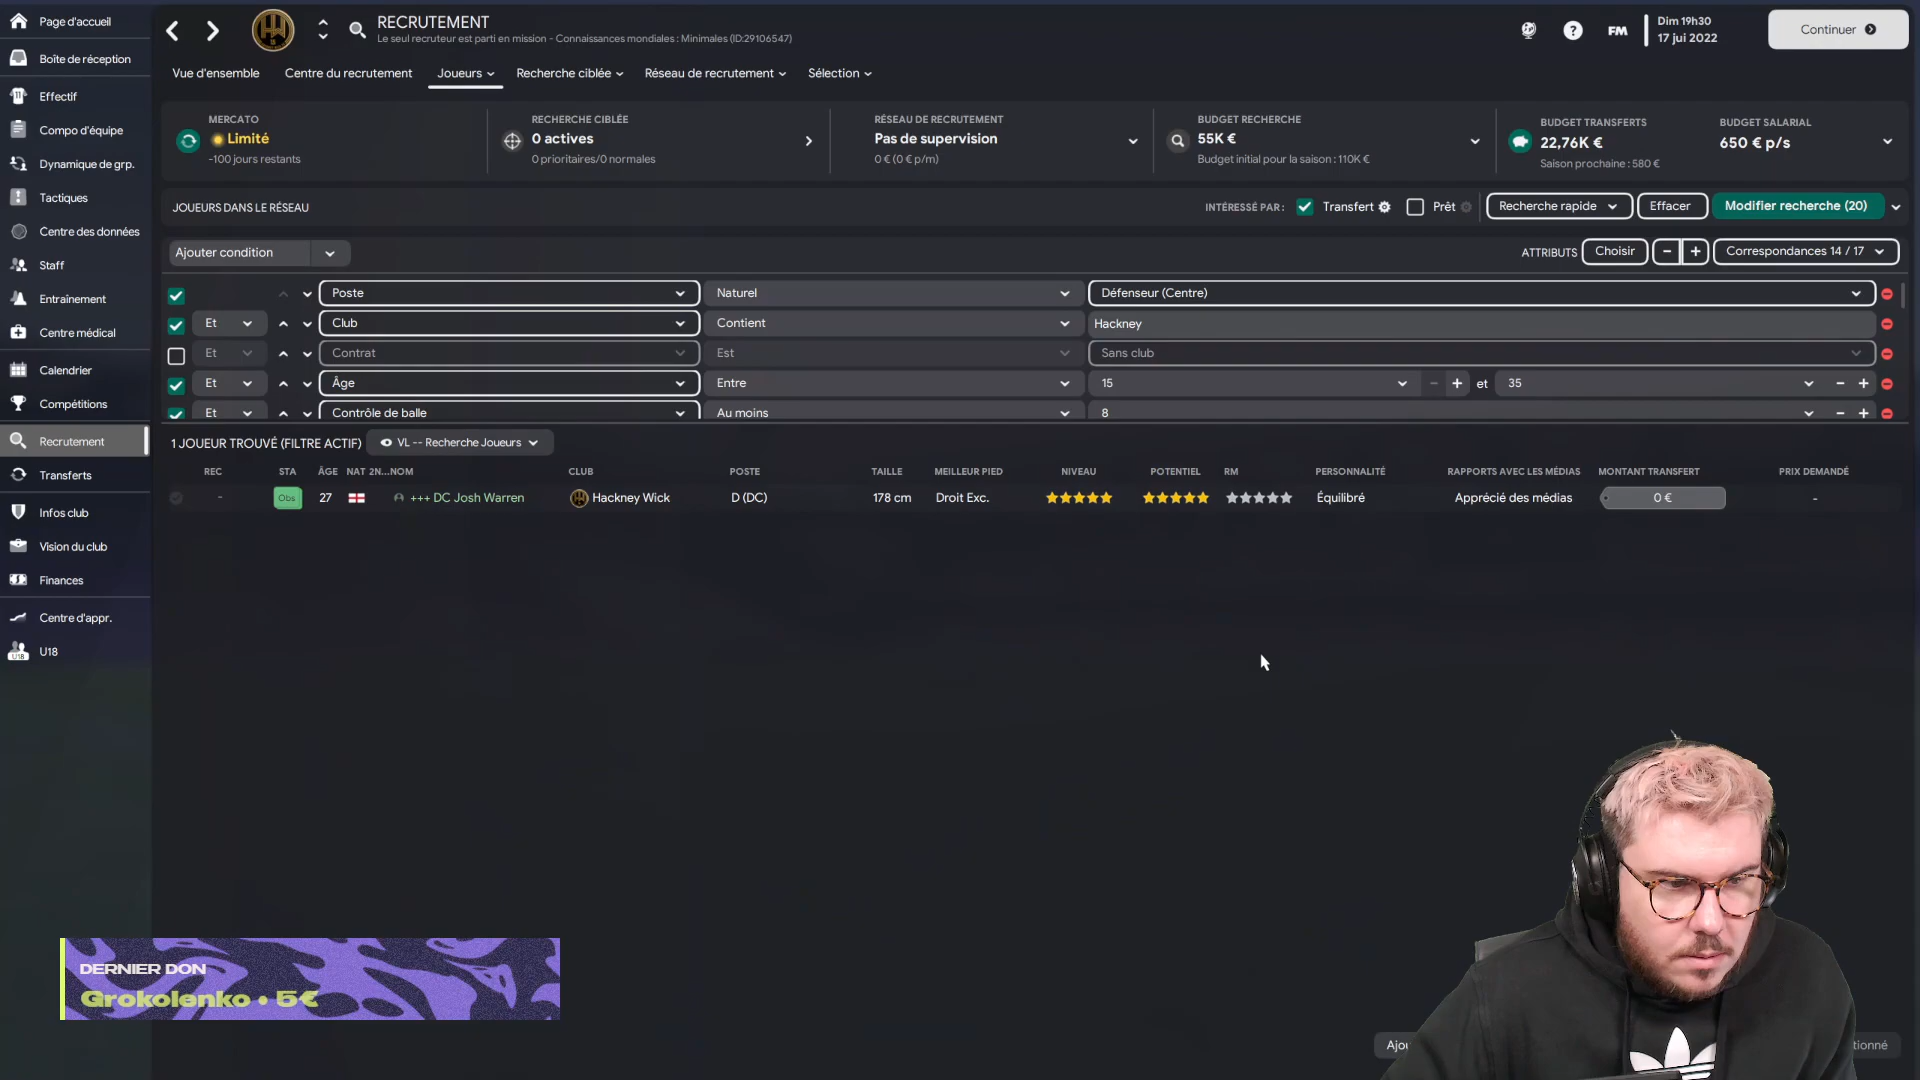 Page d'accueil
Boîte de réception
Effectif
Compo d'équipe
Dynamique de grp.
Tactiques
Centre des données
Staff
Entraînement
Centre médical
Calendrier
Compétitions
Recrutement
Transferts
Infos club
Vision du club
Finances
Centre d'appr.
U18
RECRUTEMENT
Le seul recruteur est parti en mission - Connaissances mondiales : Minimales (ID:29106547)
FM
Dim 19h30
17 jui 2022
Continuer
Vue d'ensemble Centre du recrutement Joueurs Recherche ciblée Réseau de recrutement Sélection
MERCATO
Limité
-100 jours restants
RECHERCHE CIBLÉE
0 actives
0 prioritaires/0 normales
RÉSEAU DE RECRUTEMENT
Pas de supervision
0 € (0 € p/m)
BUDGET RECHERCHE
55K €
Budget initial pour la saison : 110K €
BUDGET TRANSFERTS
22,76K €
Saison prochaine : 580 €
BUDGET SALARIAL
650 € p/s
JOUEURS DANS LE RÉSEAU
INTÉRESSÉ PAR : Transfert Prêt Recherche rapide Effacer Modifier recherche (20)
Ajouter condition
ATTRIBUTS Choisir - + Correspondances 14 / 17
Poste Naturel Défenseur (Centre)
Et Club Contient Hackney
Et Contrat Est Sans club
Et Âge Entre 15 - + et 35 - +
Et Contrôle de balle Au moins 8 - +
1 JOUEUR TROUVÉ (FILTRE ACTIF) VL -- Recherche Joueurs
REC STA ÂGE NAT 2N... NOM CLUB POSTE TAILLE MEILLEUR PIED NIVEAU POTENTIEL RM PERSONNALITÉ RAPPORTS AVEC LES MÉDIAS MONTANT TRANSFERT PRIX DEMANDÉ
- Obs 27 +++ DC Josh Warren Hackney Wick D (DC) 178 cm Droit Exc. Équilibré Apprécié des médias 0 € -
DERNIER DON
Grokolenko • 5€
Ajou
tionné